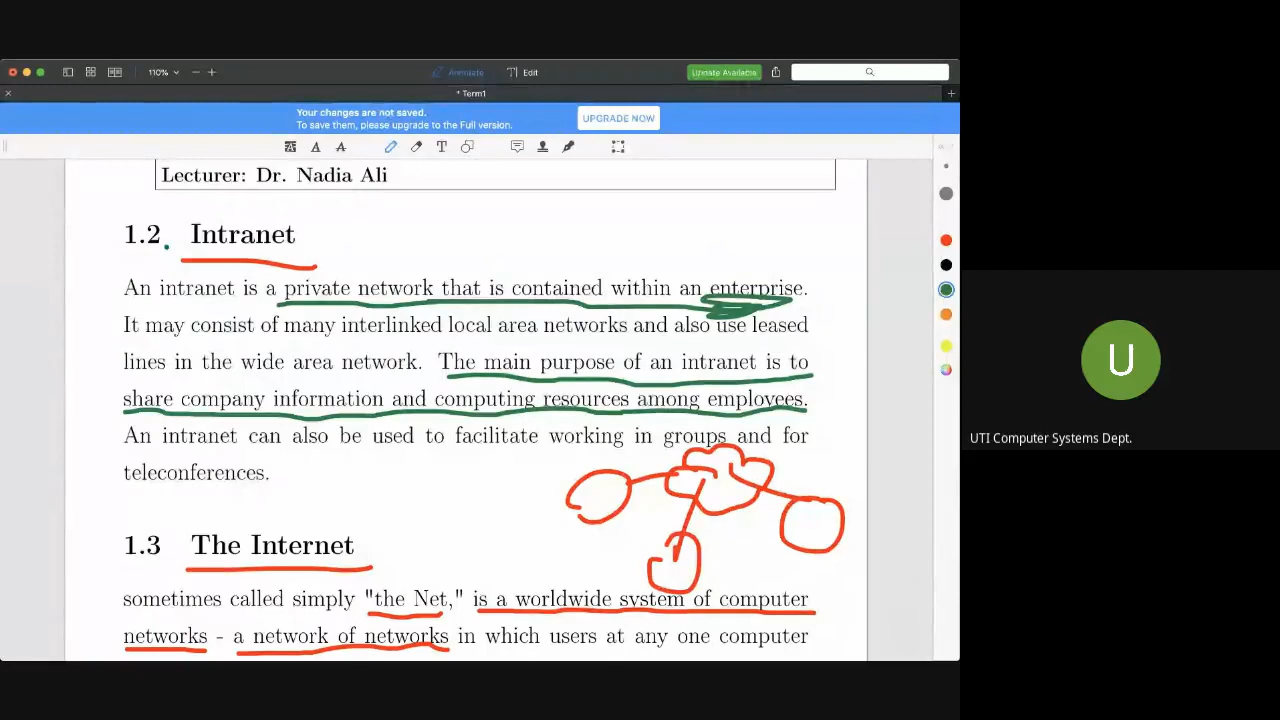 110%
Annotate
Edit
Update Available
* Term1
Your changes are not saved.
To save them, please upgrade to the Full version.
UPGRADE NOW
Lecturer: Dr. Nadia Ali
1.2 Intranet
An intranet is a private network that is contained within an enterprise.
It may consist of many interlinked local area networks and also use leased
lines in the wide area network. The main purpose of an intranet is to
share company information and computing resources among employees.
An intranet can also be used to facilitate working in groups and for
teleconferences.
1.3 The Internet
sometimes called simply "the Net," is a worldwide system of computer
networks - a network of networks in which users at any one computer
U
UTI Computer Systems Dept.